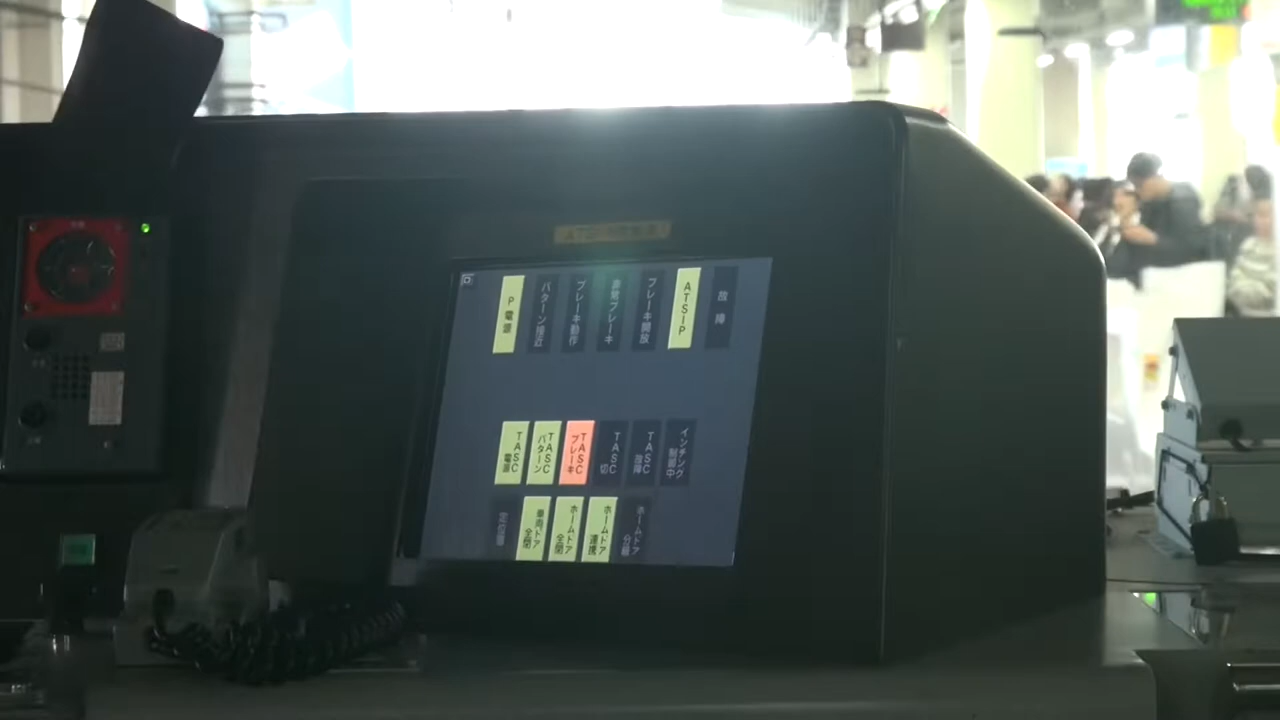 P電源
パターン接近
ブレーキ動作
非常ブレーキ
ブレーキ開放
ATSIP
故障
TASC電源
TASCパターン
TASCブレーキ
TASC切
TASC故障
インチング制御中
車両ドア全閉
ホームドア全閉
ホームドア連携
ホームドア分離